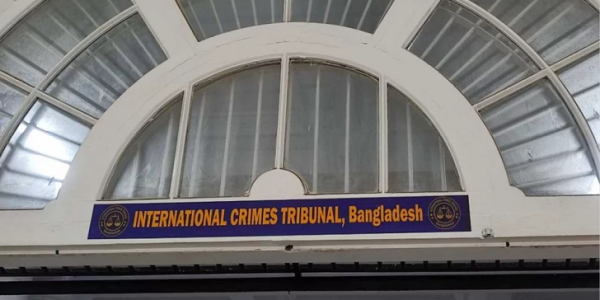 INTERNATIONAL CRIMES TRIBUNAL, Bangladesh